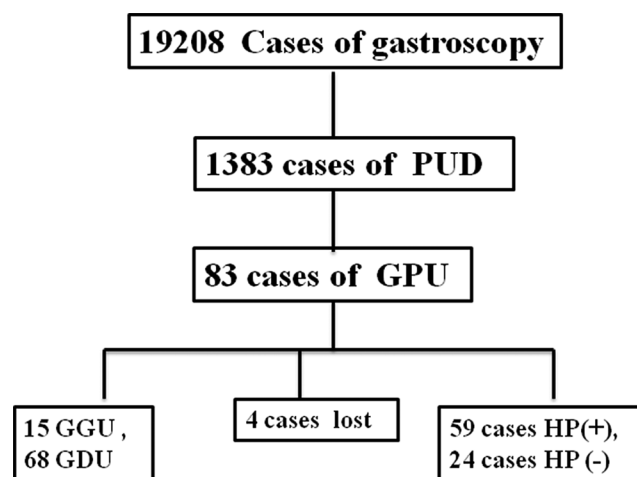 19208 Cases of gastroscopy
1383 cases of PUD
83 cases of GPU
15 GGU ,
68 GDU
4 cases lost
59 cases HP(+),
24 cases HP (-)